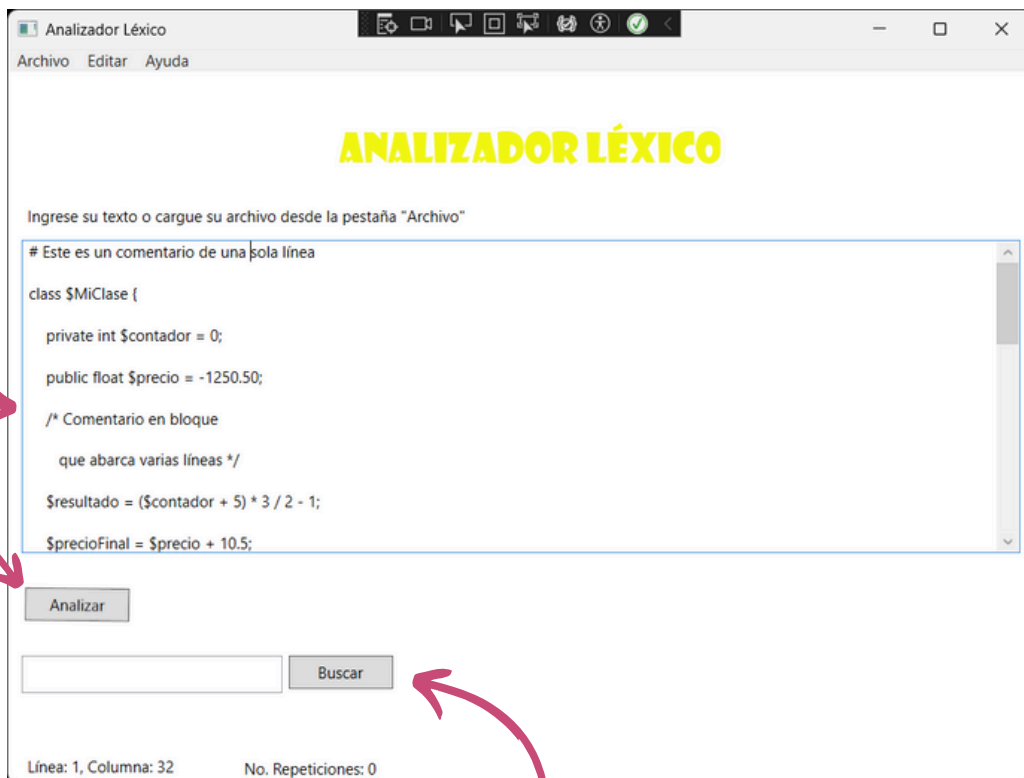 Analizador Léxico
Archivo Editar Ayuda
ANALIZADOR LÉXICO
Ingrese su texto o cargue su archivo desde la pestaña "Archivo"
# Este es un comentario de una sola línea
class $MiClase {
private int $contador = 0;
public float $precio = -1250.50;
/* Comentario en bloque
que abarca varias líneas */
$resultado = ($contador + 5) * 3 / 2 - 1;
$precioFinal = $precio + 10.5;
Analizar
Buscar
Línea: 1, Columna: 32 No. Repeticiones: 0